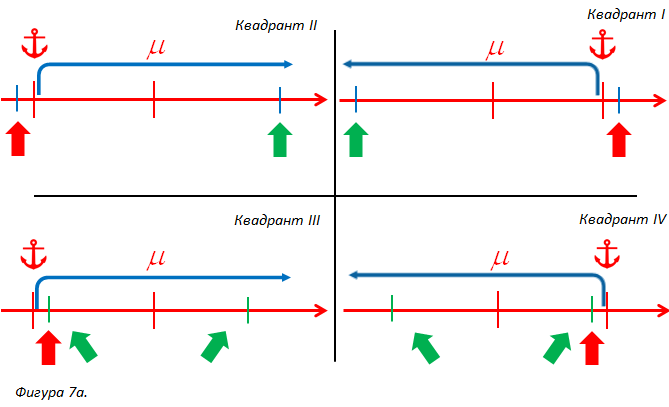 Квадрант II
Квадрант I
μ
μ
Квадрант III
Квадрант IV
μ
μ
Фигура 7а.